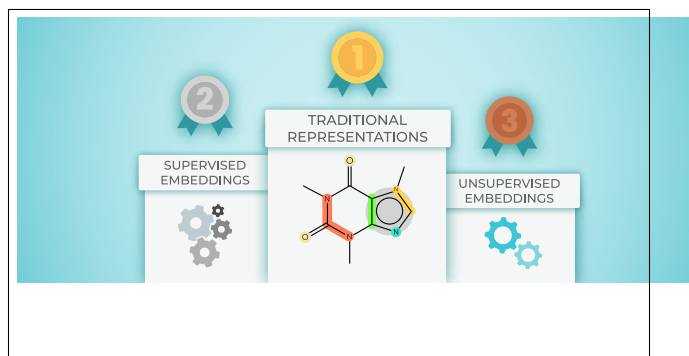 1
2
3
TRADITIONAL
REPRESENTATIONS
SUPERVISED
EMBEDDINGS
UNSUPERVISED
EMBEDDINGS
O
N
N
O
N
N